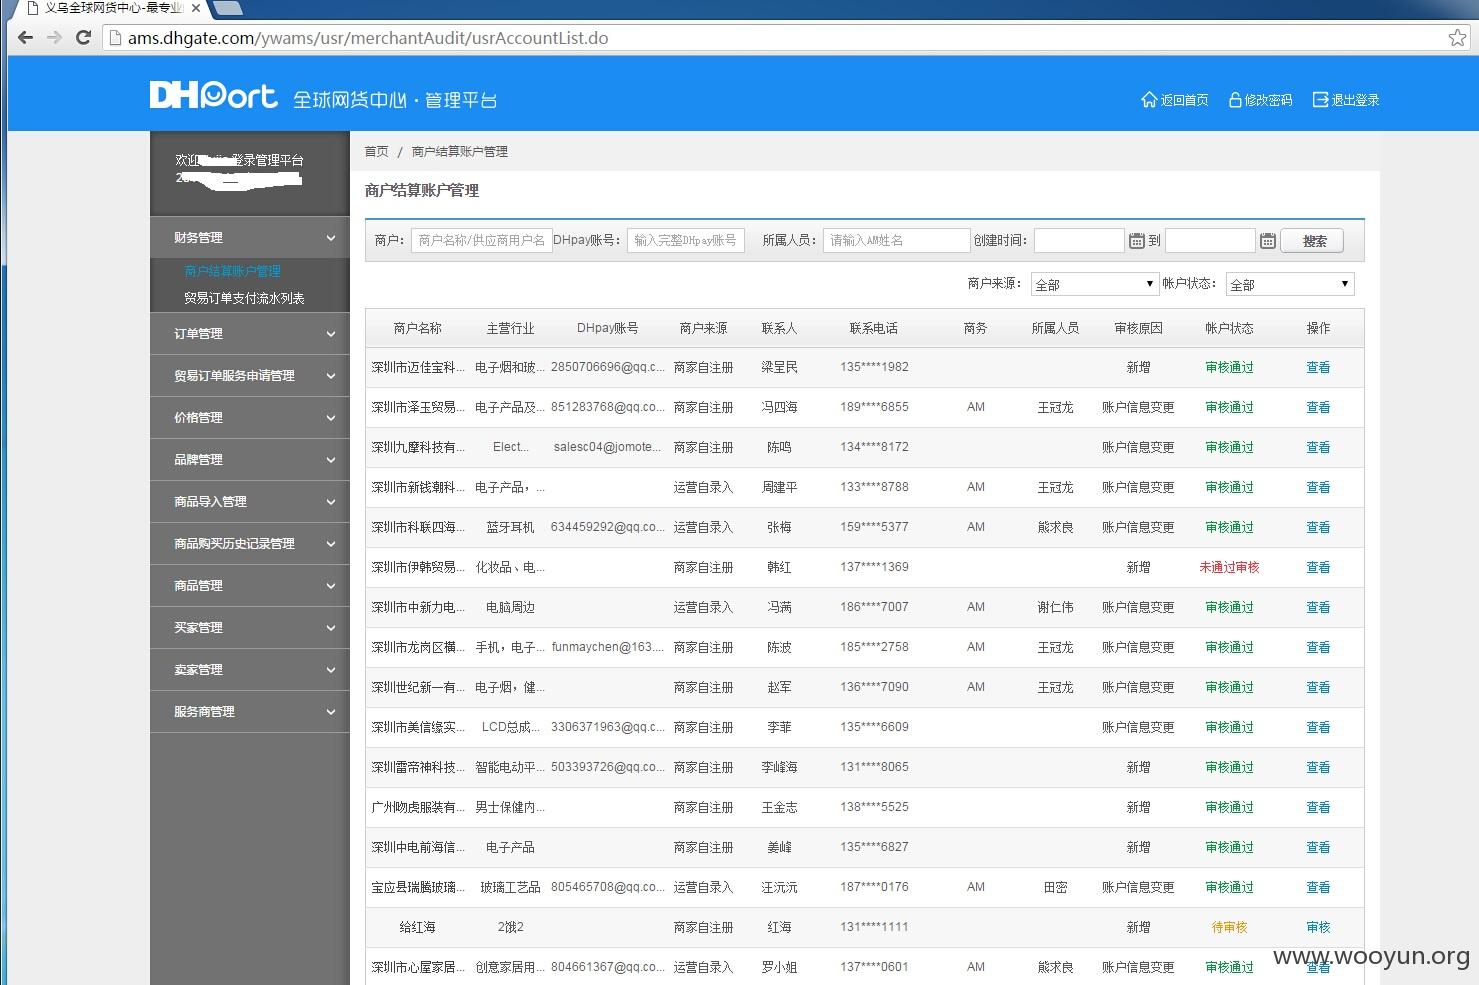 义乌全球网货中心-最专业
ams.dhgate.com/ywams/usr/merchantAudit/usrAccountList.do
DHPort 全球网货中心·管理平台
返回首页 修改密码 退出登录
欢迎 登录管理平台
首页 / 商户结算账户管理
商户结算账户管理
财务管理
商户结算账户管理
贸易订单支付流水列表
订单管理
贸易订单服务申请管理
价格管理
品牌管理
商品导入管理
商品购买历史记录管理
商品管理
买家管理
卖家管理
服务商管理
商户： 商户名称/供应商用户名 DHpay账号： 输入完整DHpay账号 所属人员： 请输入AM姓名 创建时间： 到 搜索
商户来源： 全部 帐户状态： 全部
商户名称 主营行业 DHpay账号 商户来源 联系人 联系电话 商务 所属人员 审核原因 帐户状态 操作
深圳市迈佳宝科... 电子烟和玻... 2850706696@qq.c... 商家自注册 梁呈民 135****1982 新增 审核通过 查看
深圳市泽玉贸易... 电子产品及... 851283768@qq.co... 商家自注册 冯四海 189****6855 AM 王冠龙 账户信息变更 审核通过 查看
深圳九摩科技有... Elect... salesc04@jomote... 商家自注册 陈鸣 134****8172 账户信息变更 审核通过 查看
深圳市新钱潮科... 电子产品，... 运营自录入 周建平 133****8788 AM 王冠龙 账户信息变更 审核通过 查看
深圳市科联四海... 蓝牙耳机 634459292@qq.co... 运营自录入 张梅 159****5377 AM 熊求良 账户信息变更 审核通过 查看
深圳市伊韩贸易... 化妆品、电... 商家自注册 韩红 137****1369 新增 未通过审核 查看
深圳市中新力电... 电脑周边 运营自录入 冯满 186****7007 AM 谢仁伟 账户信息变更 审核通过 查看
深圳市龙岗区横... 手机，电子... funmaychen@163.... 商家自注册 陈波 185****2758 AM 王冠龙 账户信息变更 审核通过 查看
深圳世纪新一有... 电子烟，健... 商家自注册 赵军 136****7090 AM 王冠龙 账户信息变更 审核通过 查看
深圳市美信缘实... LCD总成... 3306371963@qq.c... 商家自注册 李菲 135****6609 账户信息变更 审核通过 查看
深圳雷帝神科技... 智能电动平... 503393726@qq.co... 商家自注册 李峰海 131****8065 新增 审核通过 查看
广州吻虎服装有... 男士保健内... 商家自注册 王金志 138****5525 新增 审核通过 查看
深圳中电前海信... 电子产品 商家自注册 姜峰 135****6827 新增 审核通过 查看
宝应县瑞腾玻璃... 玻璃工艺品 805465708@qq.co... 运营自录入 汪沅沅 187****0176 AM 田密 账户信息变更 审核通过 查看
给红海 2饿2 商家自注册 红海 131****1111 新增 待审核 审核
深圳市心屋家居... 创意家居用... 804661367@qq.co... 运营自录入 罗小姐 137****0601 AM 熊求良 账户信息变更 审核通过 查看
www.wooyun.org